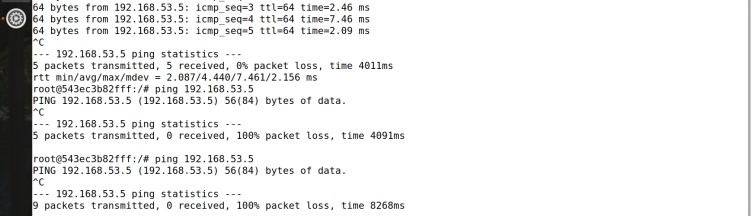 64 bytes from 192.168.53.5: icmp_seq=3 ttl=64 time=2.46 ms
64 bytes from 192.168.53.5: icmp_seq=4 ttl=64 time=7.46 ms
64 bytes from 192.168.53.5: icmp_seq=5 ttl=64 time=2.09 ms
^C
--- 192.168.53.5 ping statistics ---
5 packets transmitted, 5 received, 0% packet loss, time 4011ms
rtt min/avg/max/mdev = 2.087/4.440/7.461/2.156 ms
root@543ec3b82fff:/# ping 192.168.53.5
PING 192.168.53.5 (192.168.53.5) 56(84) bytes of data.
^C
--- 192.168.53.5 ping statistics ---
5 packets transmitted, 0 received, 100% packet loss, time 4091ms
root@543ec3b82fff:/# ping 192.168.53.5
PING 192.168.53.5 (192.168.53.5) 56(84) bytes of data.
^C
--- 192.168.53.5 ping statistics ---
9 packets transmitted, 0 received, 100% packet loss, time 8268ms